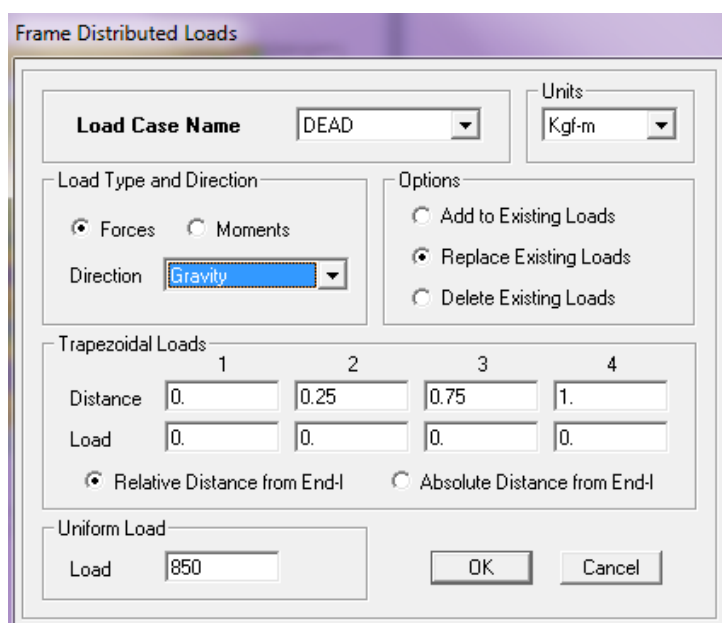 Frame Distributed Loads
Units
Load Case Name DEAD Kgf-m
Load Type and Direction
Forces Moments
Direction Gravity
Options
Add to Existing Loads
Replace Existing Loads
Delete Existing Loads
Trapezoidal Loads
1 2 3 4
Distance 0. 0.25 0.75 1.
Load 0. 0. 0. 0.
Relative Distance from End-I Absolute Distance from End-I
Uniform Load
Load 850 OK Cancel